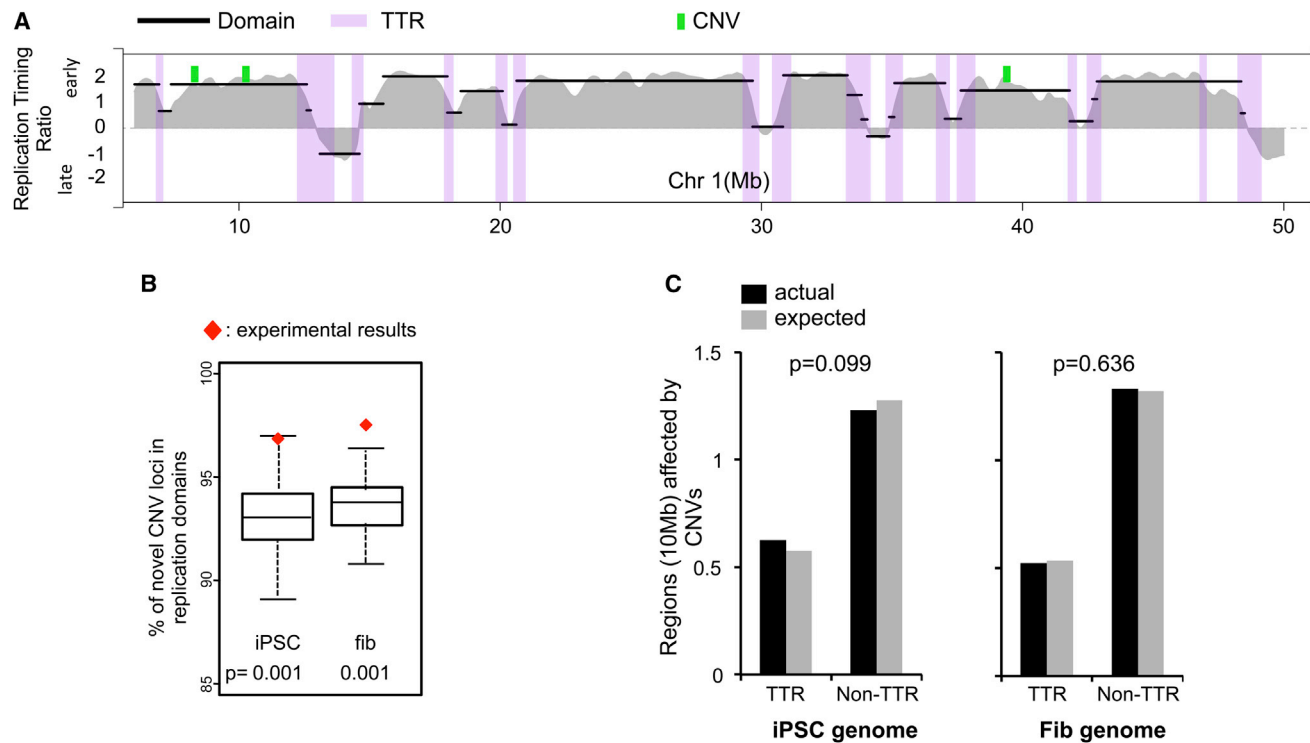 A
Domain TTR CNV
Replication Timing
Ratio
late early
2
1
0
-1
-2
Chr 1(Mb)
10 20 30 40 50
B
: experimental results
% of novel CNV loci in
replication domains
100
95
90
85
iPSC fib
p= 0.001 0.001
C
actual
expected
Regions (10Mb) affected by
CNVs
1.5
1
0.5
0
p=0.099 p=0.636
TTR Non-TTR TTR Non-TTR
iPSC genome Fib genome